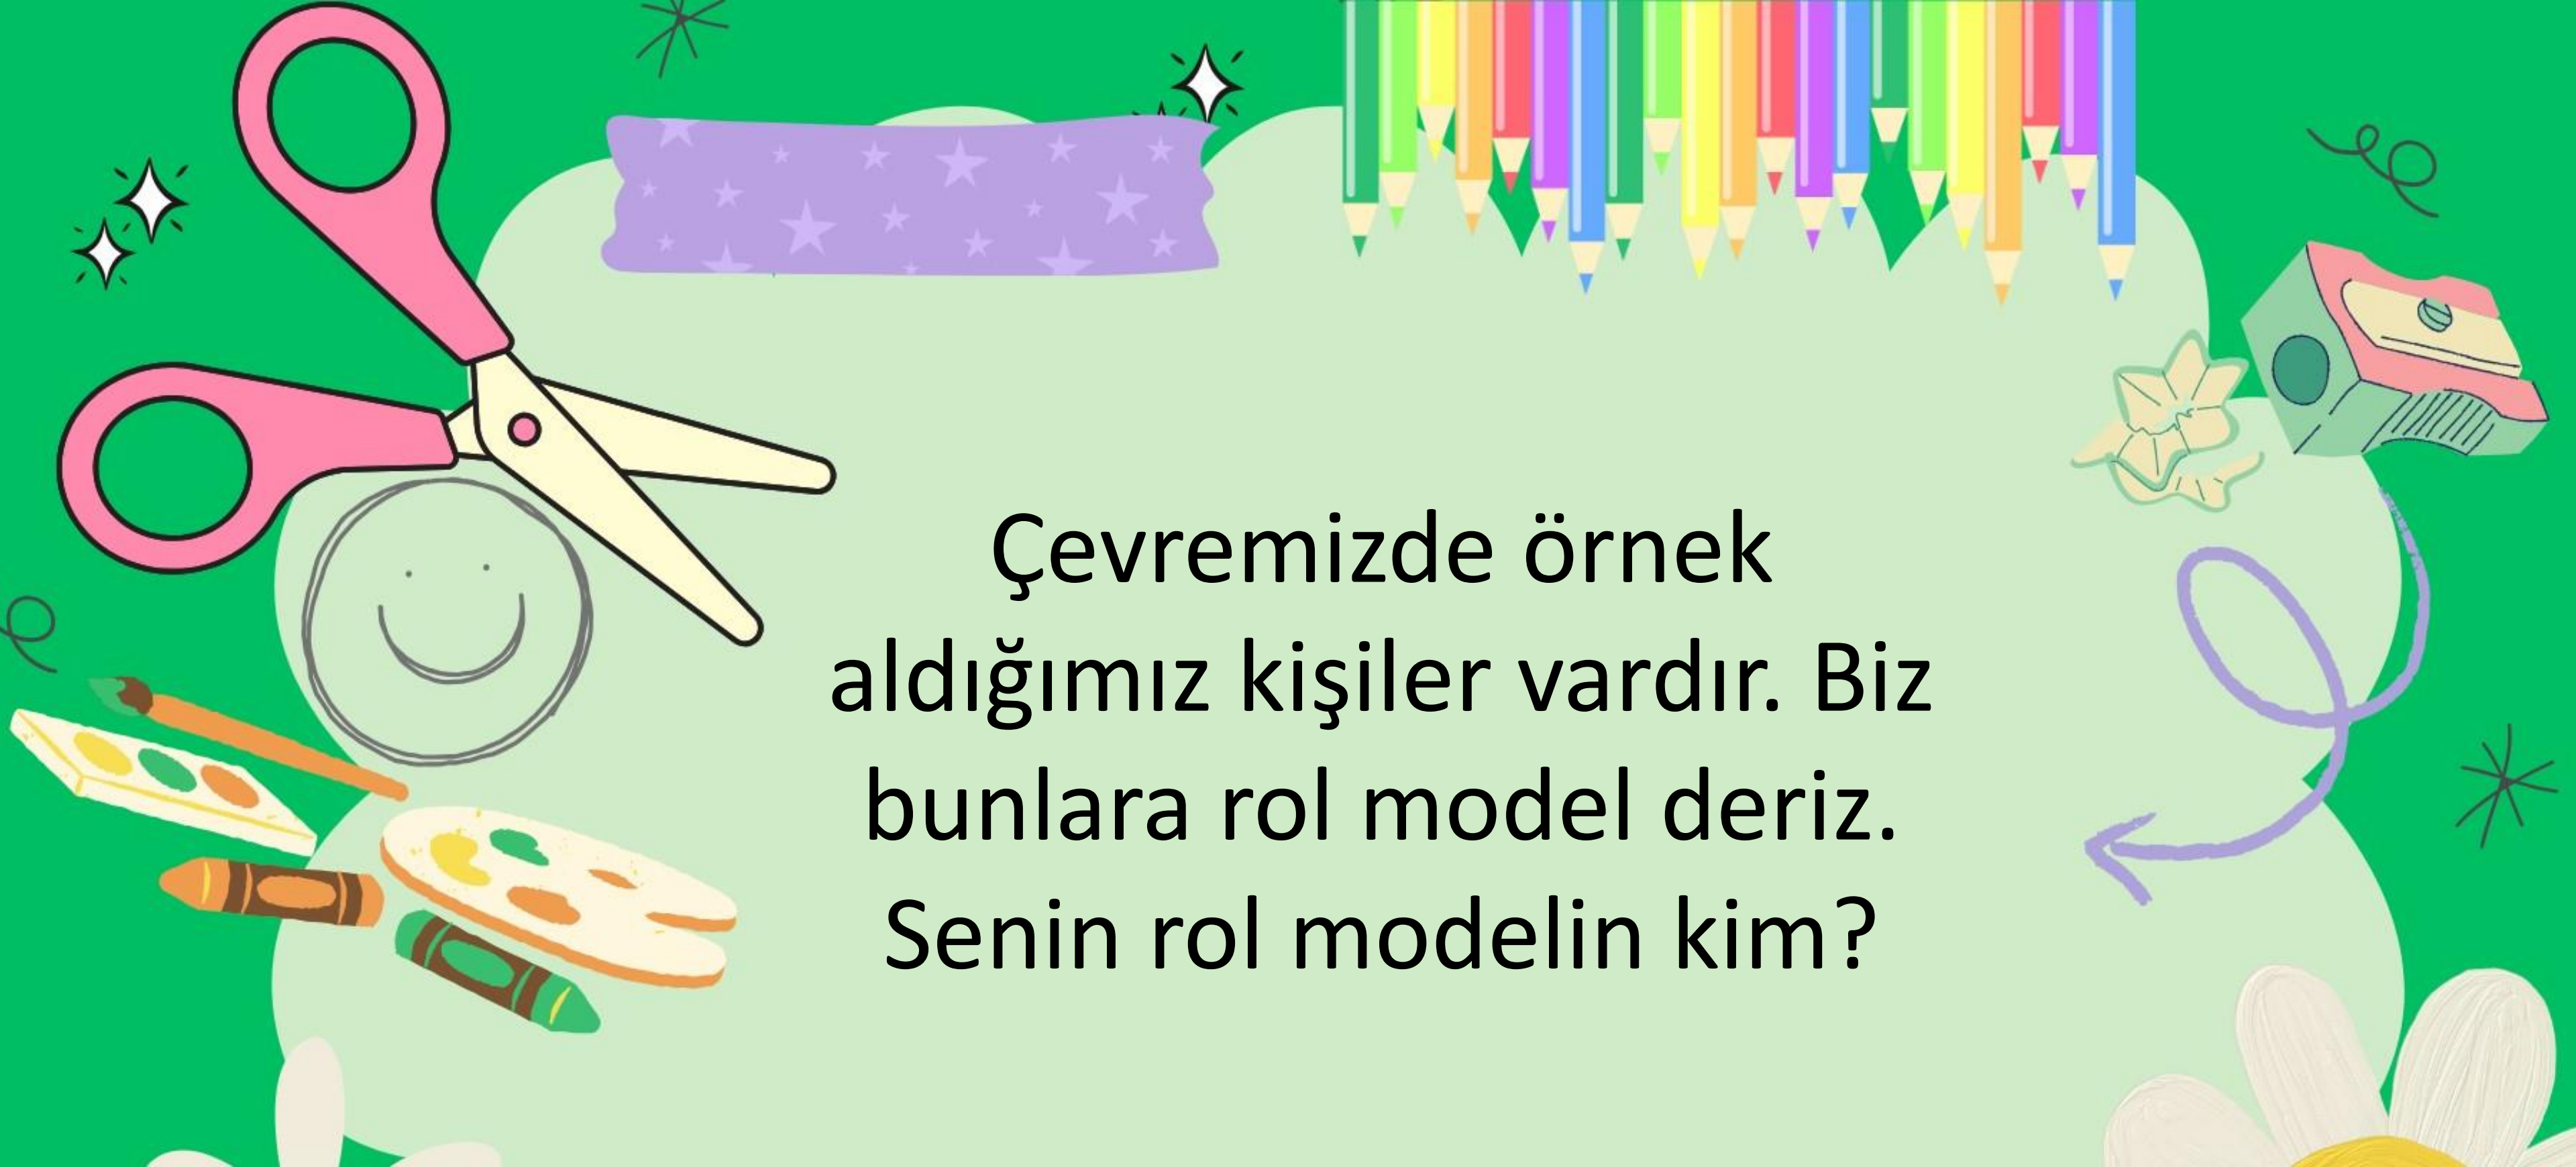 Çevremizde örnek
aldığımız kişiler vardır. Biz
bunlara rol model deriz.
Senin rol modelin kim?